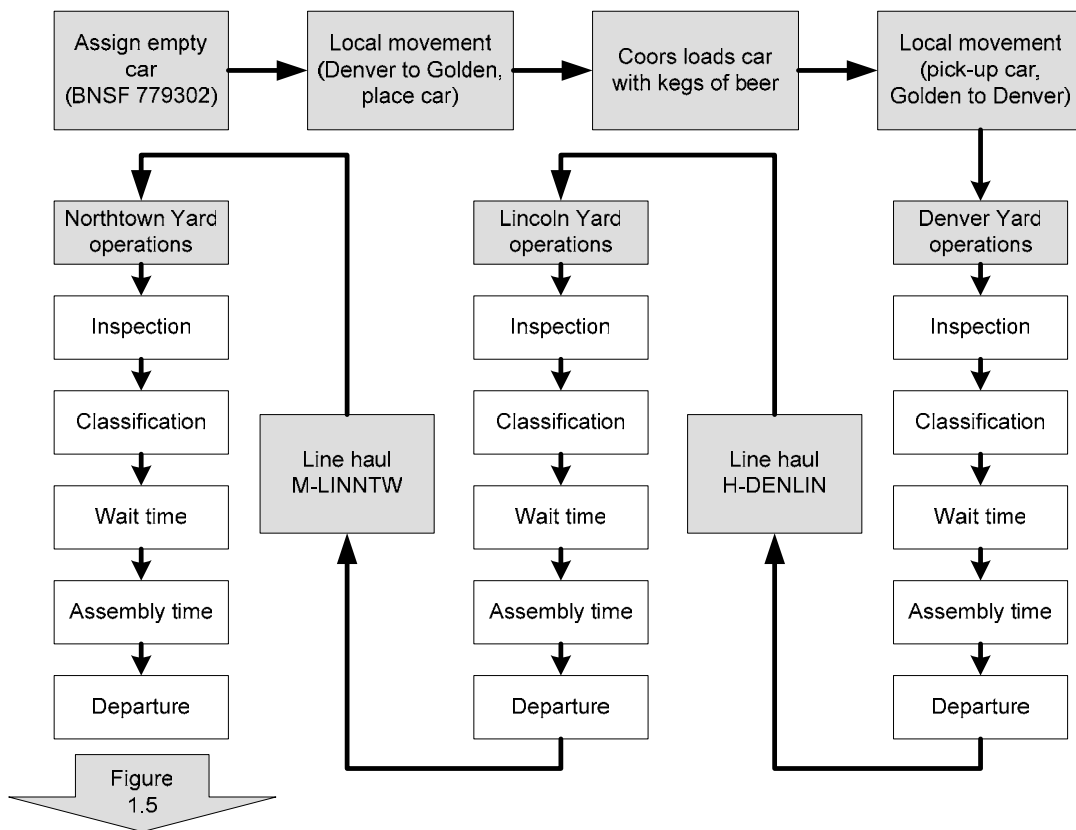 Assign empty
car
(BNSF 779302)
Local movement
(Denver to Golden,
place car)
Coors loads car
with kegs of beer
Local movement
(pick-up car,
Golden to Denver)
Denver Yard
operations
Inspection
Classification
Wait time
Assembly time
Departure
Line haul
H-DENLIN
Lincoln Yard
operations
Inspection
Classification
Wait time
Assembly time
Departure
Line haul
M-LINNTW
Northtown Yard
operations
Inspection
Classification
Wait time
Assembly time
Departure
Figure
1.5